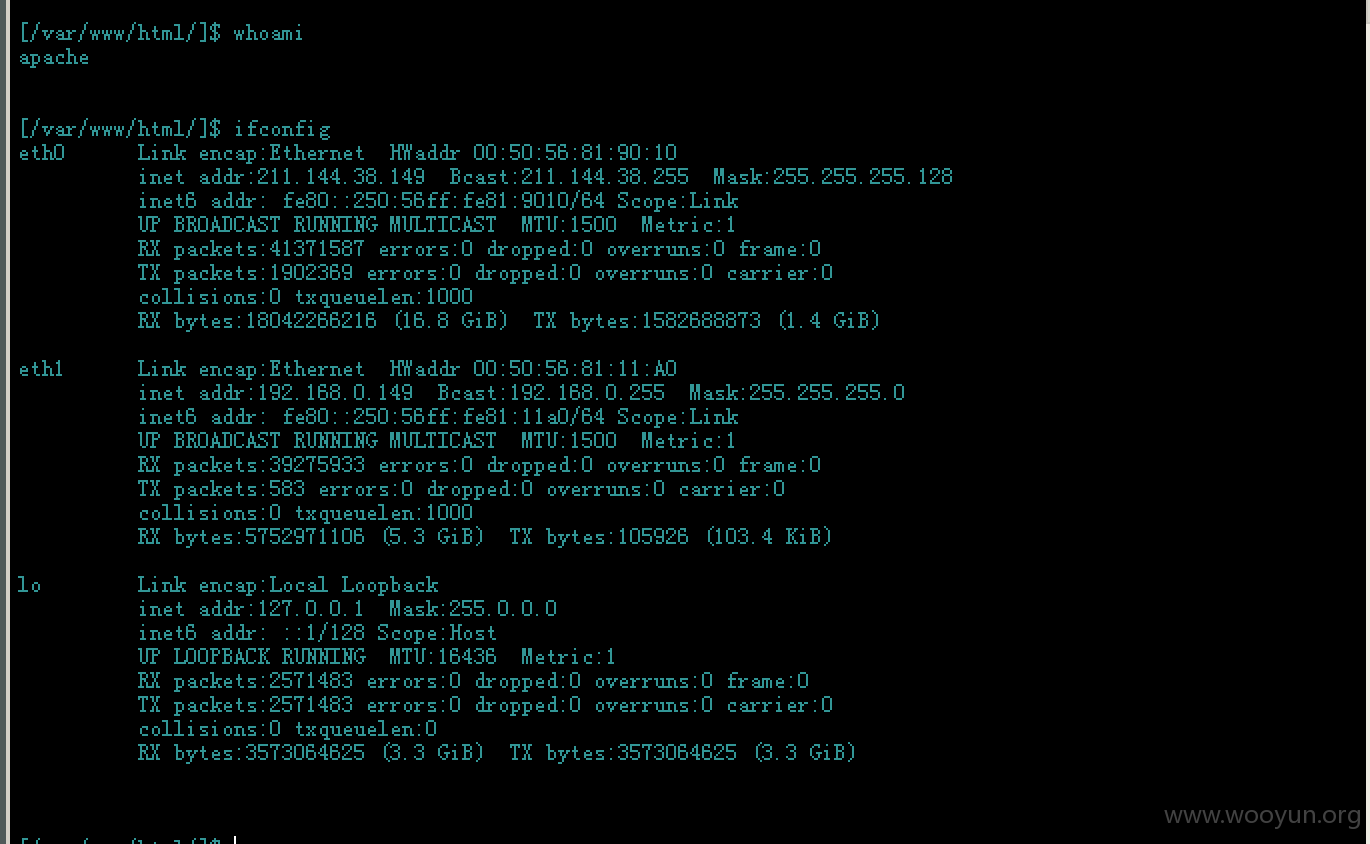 [/var/www/html/]$ whoami
apache
[/var/www/html/]$ ifconfig
eth0 Link encap:Ethernet HWaddr 00:50:56:81:90:10
inet addr:211.144.38.149 Bcast:211.144.38.255 Mask:255.255.255.128
inet6 addr: fe80::250:56ff:fe81:9010/64 Scope:Link
UP BROADCAST RUNNING MULTICAST MTU:1500 Metric:1
RX packets:41371587 errors:0 dropped:0 overruns:0 frame:0
TX packets:1902369 errors:0 dropped:0 overruns:0 carrier:0
collisions:0 txqueuelen:1000
RX bytes:18042266216 (16.8 GiB) TX bytes:1582688873 (1.4 GiB)
eth1 Link encap:Ethernet HWaddr 00:50:56:81:11:A0
inet addr:192.168.0.149 Bcast:192.168.0.255 Mask:255.255.255.0
inet6 addr: fe80::250:56ff:fe81:11a0/64 Scope:Link
UP BROADCAST RUNNING MULTICAST MTU:1500 Metric:1
RX packets:39275933 errors:0 dropped:0 overruns:0 frame:0
TX packets:583 errors:0 dropped:0 overruns:0 carrier:0
collisions:0 txqueuelen:1000
RX bytes:5752971106 (5.3 GiB) TX bytes:105926 (103.4 KiB)
lo Link encap:Local Loopback
inet addr:127.0.0.1 Mask:255.0.0.0
inet6 addr: ::1/128 Scope:Host
UP LOOPBACK RUNNING MTU:16436 Metric:1
RX packets:2571483 errors:0 dropped:0 overruns:0 frame:0
TX packets:2571483 errors:0 dropped:0 overruns:0 carrier:0
collisions:0 txqueuelen:0
RX bytes:3573064625 (3.3 GiB) TX bytes:3573064625 (3.3 GiB)
www.wooyun.org
[/var/www/html/]$